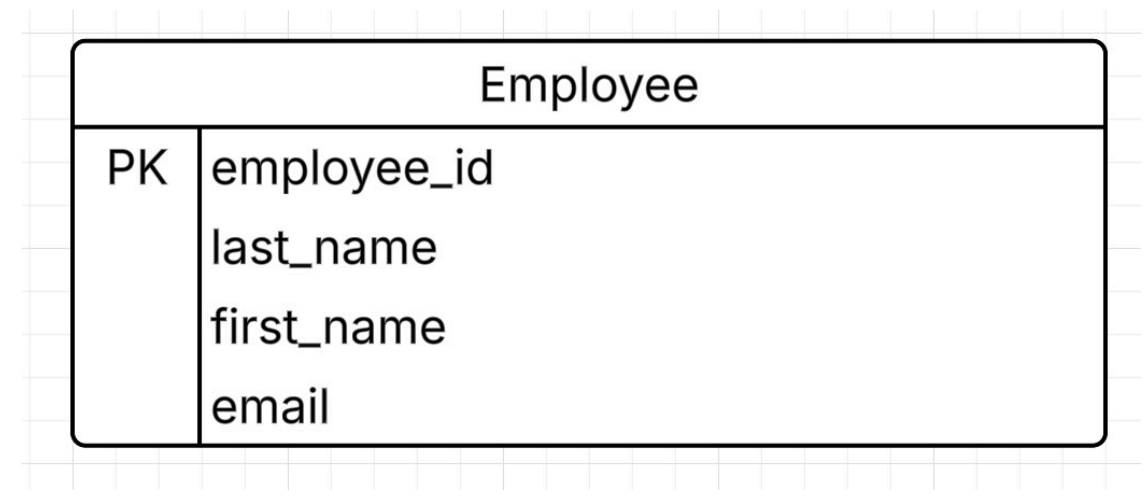 Employee
PK employee_id
last_name
first_name
email